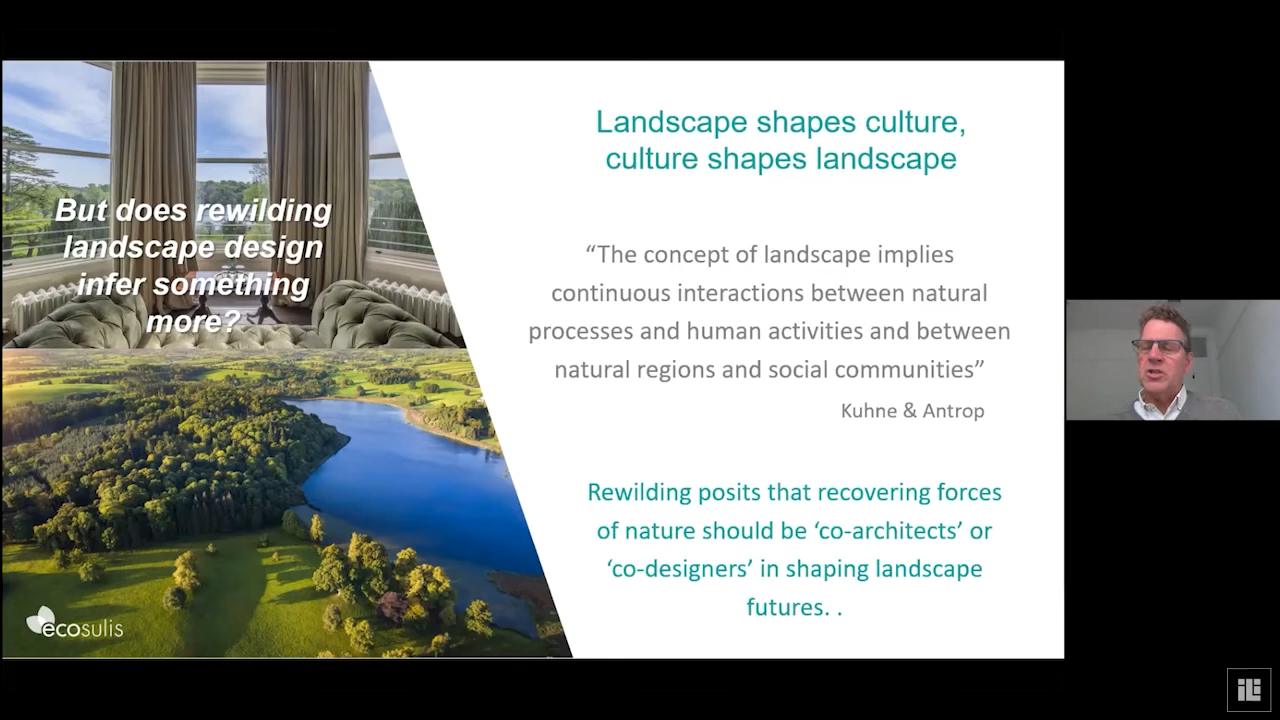 But does rewilding
landscape design
infer something
more?
ecosulis
Landscape shapes culture,
culture shapes landscape
“The concept of landscape implies
continuous interactions between natural
processes and human activities and between
natural regions and social communities”
Kuhne & Antrop
Rewilding posits that recovering forces
of nature should be ‘co-architects’ or
‘co-designers’ in shaping landscape
futures. .
ili